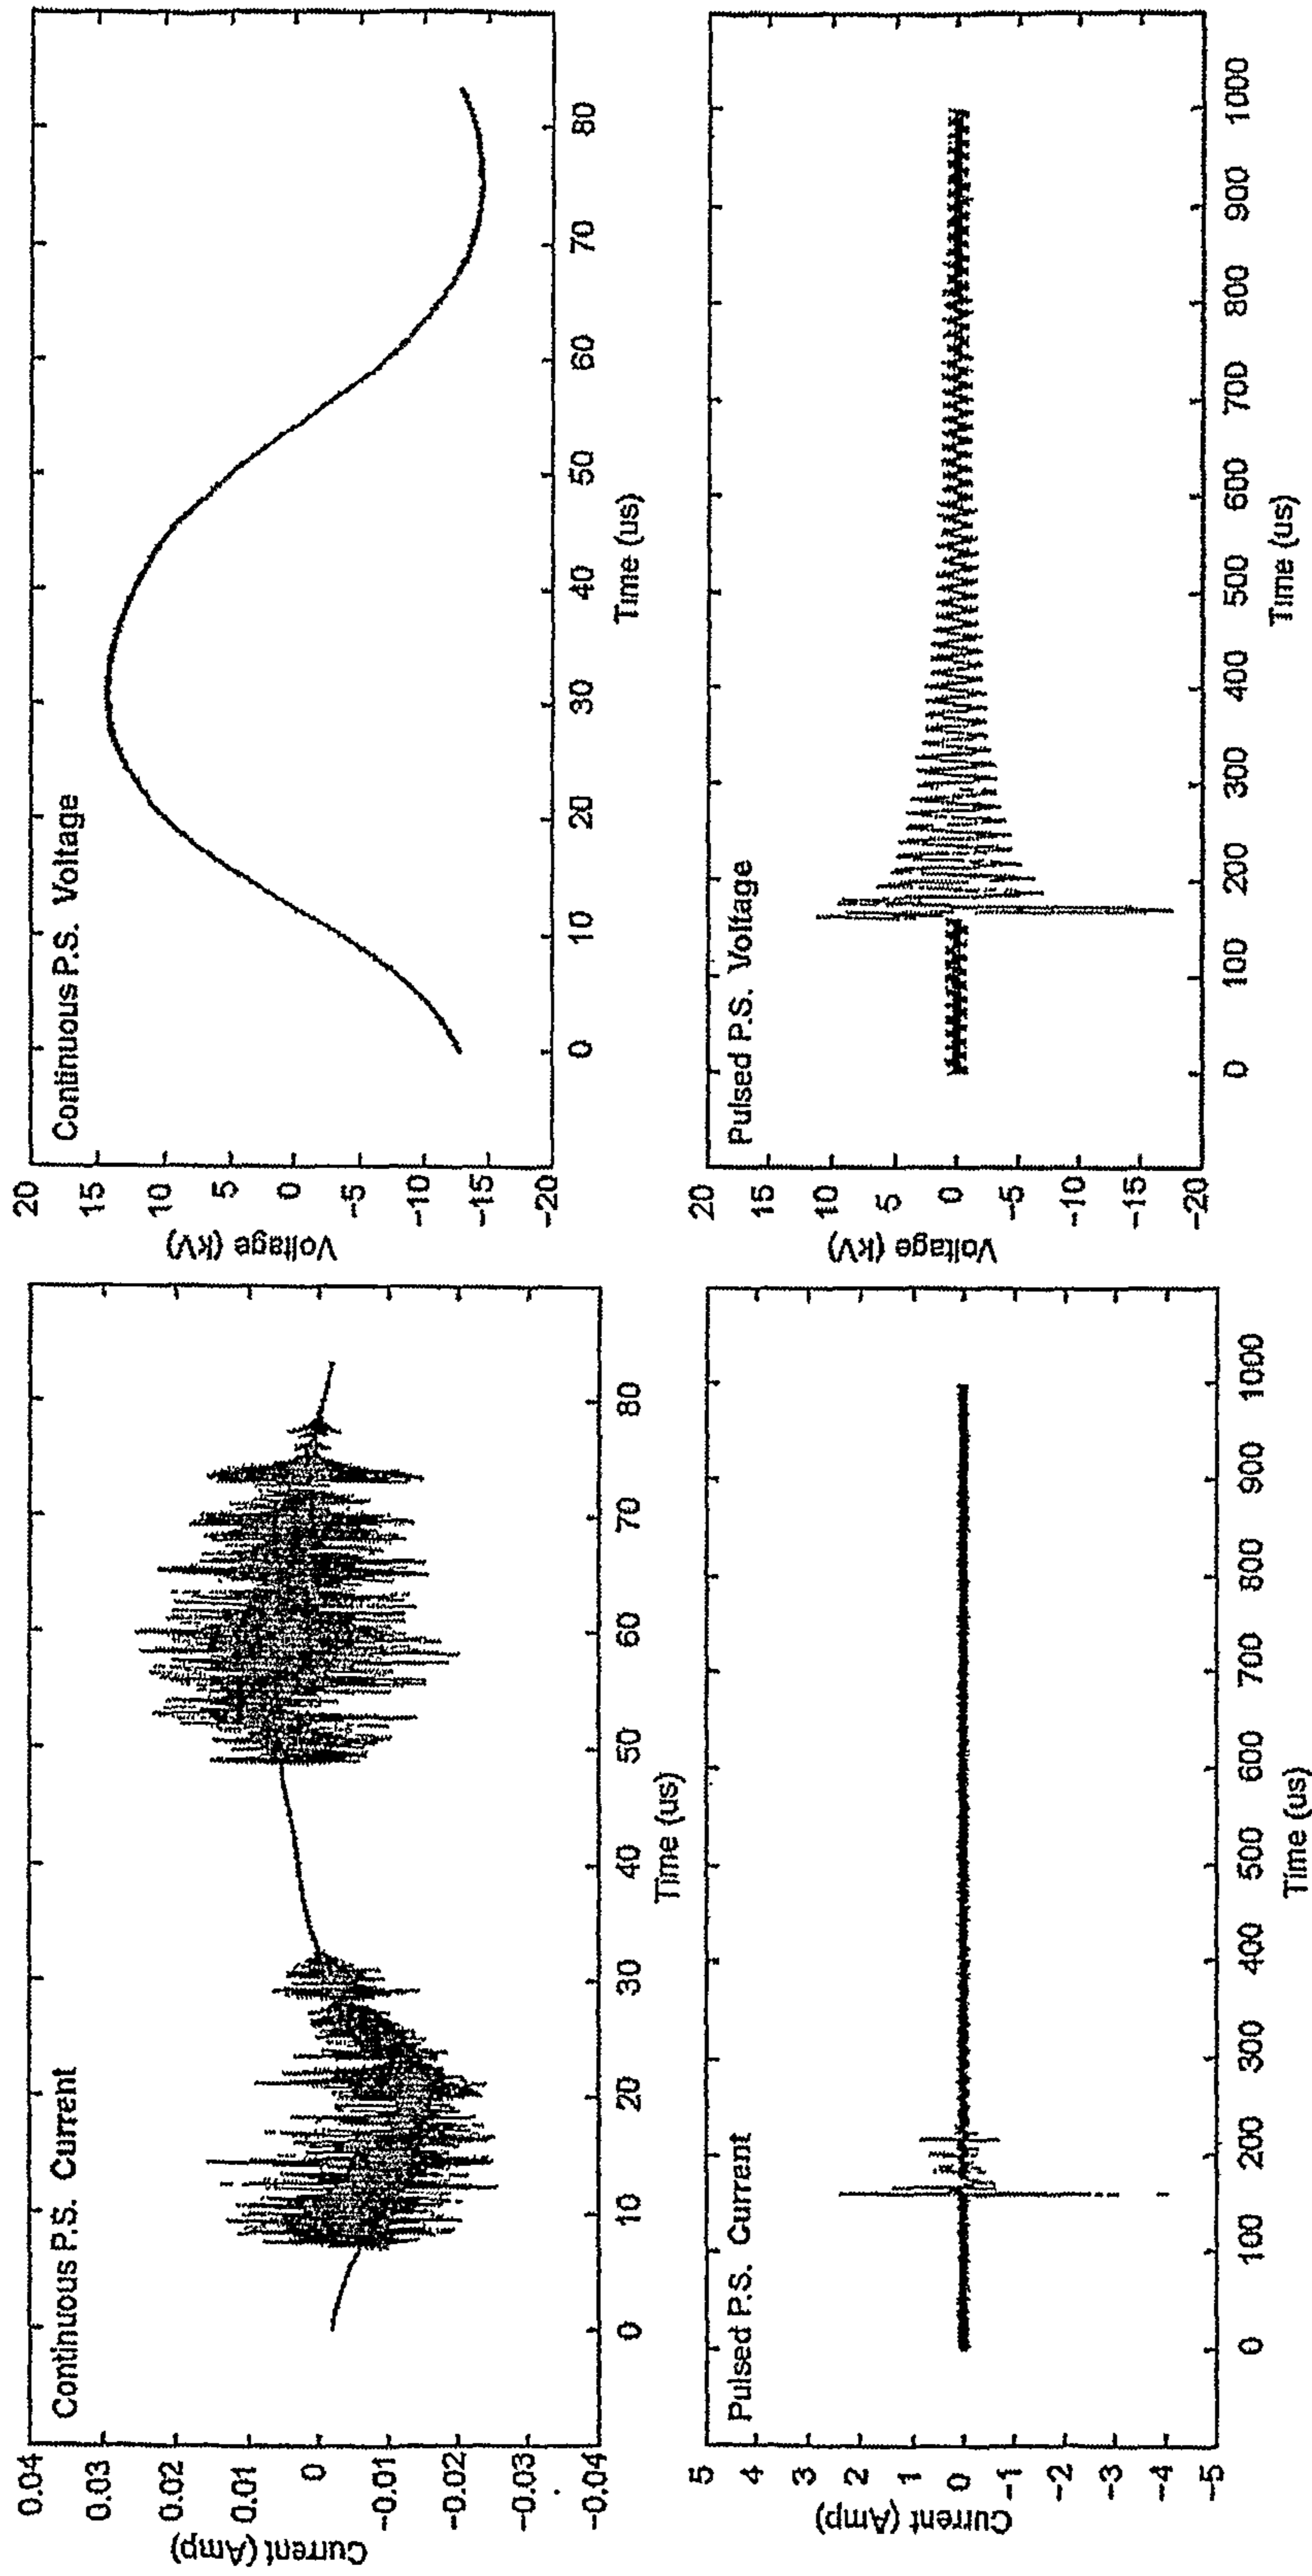 Continuous P.S. Current
0.04
0.03
0.02
0.01
0
-0.01
-0.02
-0.03
-0.04
Current (Amp)
0 10 20 30 40 50 60 70 80
Time (us)
Continuous P.S. Voltage
20
15
10
5
0
-5
-10
-15
-20
Voltage (kV)
0 10 20 30 40 50 60 70 80
Time (us)
Pulsed P.S. Current
5
4
3
2
1
0
-1
-2
-3
-4
-5
Current (Amp)
0 100 200 300 400 500 600 700 800 900 1000
Time (us)
Pulsed P.S. Voltage
20
15
10
5
0
-5
-10
-15
-20
Voltage (kV)
0 100 200 300 400 500 600 700 800 900 1000
Time (us)